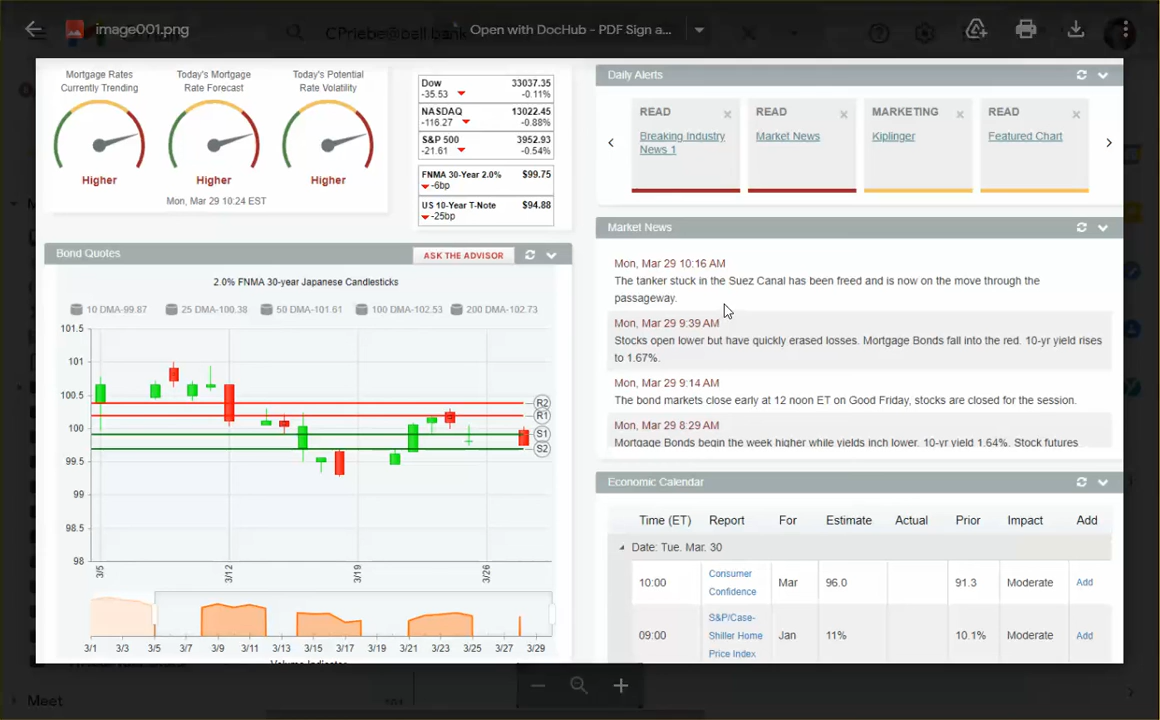 image001.png
CPriebe@pall.bank
Open with DocHub - PDF Sign a...
Mortgage Rates
Currently Trending
Higher
Today's Mortgage
Rate Forecast
Higher
Today's Potential
Rate Volatility
Higher
Mon, Mar 29 10:24 EST
Dow 33037.35
-35.53 -0.11%
NASDAQ 13022.45
-116.27 -0.88%
S&P 500 3952.93
-21.61 -0.54%
FNMA 30-Year 2.0% $99.75
-6bp
US 10-Year T-Note $94.88
-25bp
Daily Alerts
READ
Breaking Industry
News 1
READ
Market News
MARKETING
Kiplinger
READ
Featured Chart
Bond Quotes
ASK THE ADVISOR
2.0% FNMA 30-year Japanese Candlesticks
10 DMA-99.87 25 DMA-100.38 50 DMA-101.61 100 DMA-102.53 200 DMA-102.73
101.5
101
100.5
100
99.5
99
98.5
98
R2
R1
S1
S2
3/5 3/12 3/19 3/26
3/1 3/3 3/5 3/7 3/9 3/11 3/13 3/15 3/17 3/19 3/21 3/23 3/25 3/27 3/29
Volume Indicator
Market News
Mon, Mar 29 10:16 AM
The tanker stuck in the Suez Canal has been freed and is now on the move through the
passageway.
Mon, Mar 29 9:39 AM
Stocks open lower but have quickly erased losses. Mortgage Bonds fall into the red. 10-yr yield rises
to 1.67%.
Mon, Mar 29 9:14 AM
The bond markets close early at 12 noon ET on Good Friday, stocks are closed for the session.
Mon, Mar 29 8:29 AM
Mortgage Bonds begin the week higher while yields inch lower. 10-yr yield 1.64%. Stock futures
Economic Calendar
Time (ET) Report For Estimate Actual Prior Impact Add
Date: Tue. Mar. 30
10:00 Consumer Confidence Mar 96.0 91.3 Moderate Add
09:00 S&P/Case-Shiller Home Price Index Jan 11% 10.1% Moderate Add
Meet